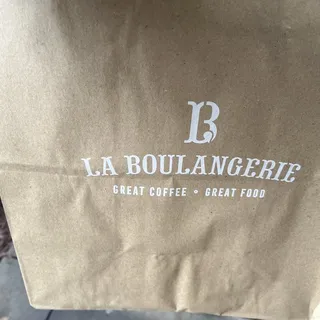 B
LA BOULANGERIE
GREAT COFFEE • GREAT FOOD